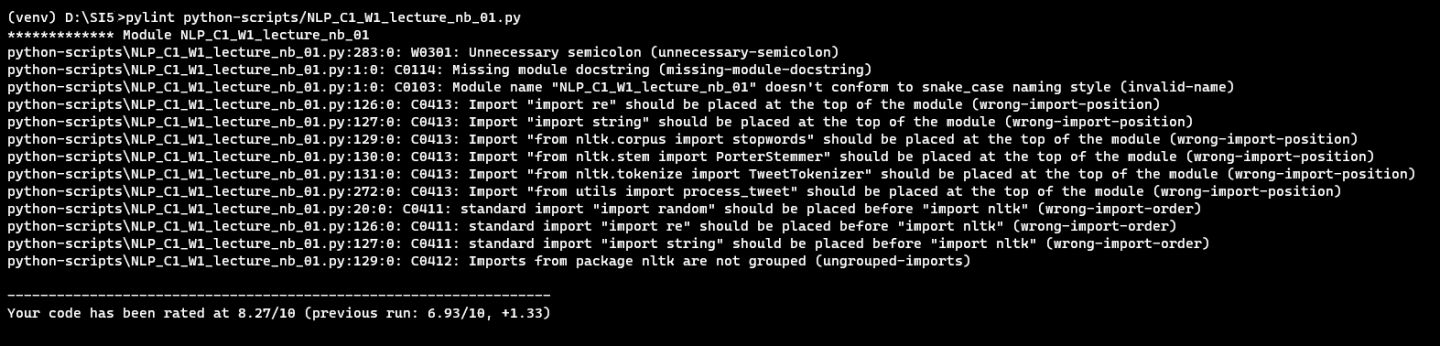 (venv) D:\SI5>pylint python-scripts/NLP_C1_W1_lecture_nb_01.py
************* Module NLP_C1_W1_lecture_nb_01
python-scripts\NLP_C1_W1_lecture_nb_01.py:283:0: W0301: Unnecessary semicolon (unnecessary-semicolon)
python-scripts\NLP_C1_W1_lecture_nb_01.py:1:0: C0114: Missing module docstring (missing-module-docstring)
python-scripts\NLP_C1_W1_lecture_nb_01.py:1:0: C0103: Module name "NLP_C1_W1_lecture_nb_01" doesn't conform to snake_case naming style (invalid-name)
python-scripts\NLP_C1_W1_lecture_nb_01.py:126:0: C0413: Import "import re" should be placed at the top of the module (wrong-import-position)
python-scripts\NLP_C1_W1_lecture_nb_01.py:127:0: C0413: Import "import string" should be placed at the top of the module (wrong-import-position)
python-scripts\NLP_C1_W1_lecture_nb_01.py:129:0: C0413: Import "from nltk.corpus import stopwords" should be placed at the top of the module (wrong-import-position)
python-scripts\NLP_C1_W1_lecture_nb_01.py:130:0: C0413: Import "from nltk.stem import PorterStemmer" should be placed at the top of the module (wrong-import-position)
python-scripts\NLP_C1_W1_lecture_nb_01.py:131:0: C0413: Import "from nltk.tokenize import TweetTokenizer" should be placed at the top of the module (wrong-import-position)
python-scripts\NLP_C1_W1_lecture_nb_01.py:272:0: C0413: Import "from utils import process_tweet" should be placed at the top of the module (wrong-import-position)
python-scripts\NLP_C1_W1_lecture_nb_01.py:20:0: C0411: standard import "import random" should be placed before "import nltk" (wrong-import-order)
python-scripts\NLP_C1_W1_lecture_nb_01.py:126:0: C0411: standard import "import re" should be placed before "import nltk" (wrong-import-order)
python-scripts\NLP_C1_W1_lecture_nb_01.py:127:0: C0411: standard import "import string" should be placed before "import nltk" (wrong-import-order)
python-scripts\NLP_C1_W1_lecture_nb_01.py:129:0: C0412: Imports from package nltk are not grouped (ungrouped-imports)
------------------------------------------------------------------
Your code has been rated at 8.27/10 (previous run: 6.93/10, +1.33)